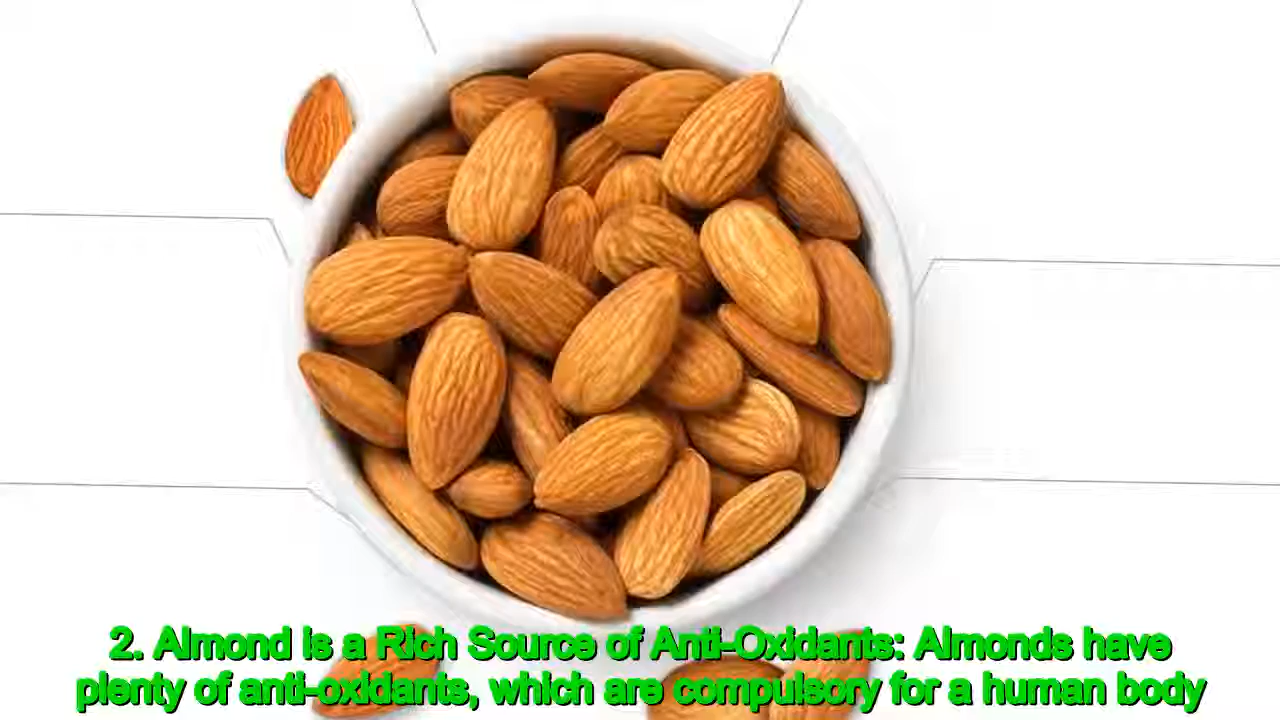 2. Almond is a Rich Source of Anti-Oxidants: Almonds have
plenty of anti-oxidants, which are compulsory for a human body